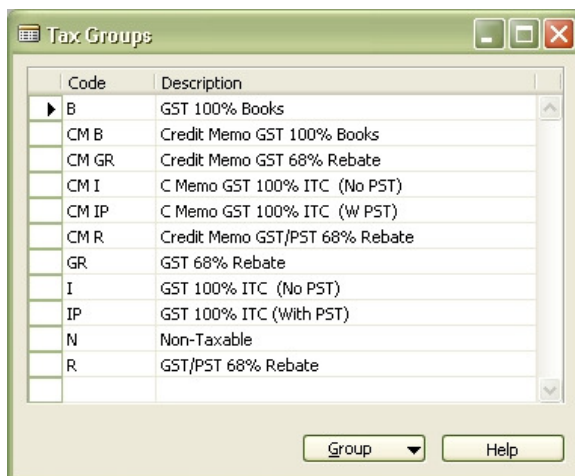 Tax Groups
Code Description
B GST 100% Books
CM B Credit Memo GST 100% Books
CM GR Credit Memo GST 68% Rebate
CM I C Memo GST 100% ITC (No PST)
CM IP C Memo GST 100% ITC (W PST)
CM R Credit Memo GST/PST 68% Rebate
GR GST 68% Rebate
I GST 100% ITC (No PST)
IP GST 100% ITC (With PST)
N Non-Taxable
R GST/PST 68% Rebate
Group Help